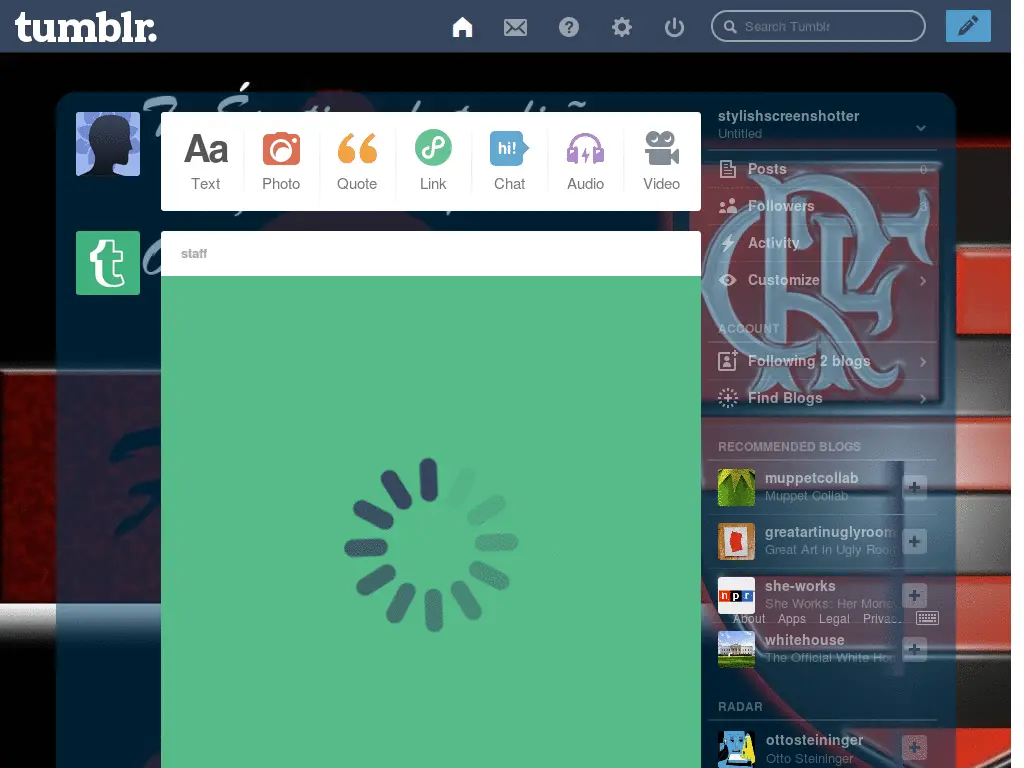 tumblr.
Search Tumblr
Aa
hi!
Text
Photo
Quote
Link
Chat
Audio
Video
staff
stylishscreenshotter
Untitled
Posts
0
Followers
3
Activity
Customize
ACCOUNT
Following 2 blogs
Find Blogs
RECOMMENDED BLOGS
muppetcollab
Muppet Collab
greatartinuglyroom
Great Art in Ugly Roo
npr
she-works
She Works: Her Mone
About Apps Legal Privac..
whitehouse
The Official White Hou
RADAR
ottosteininger
Otto Steininger